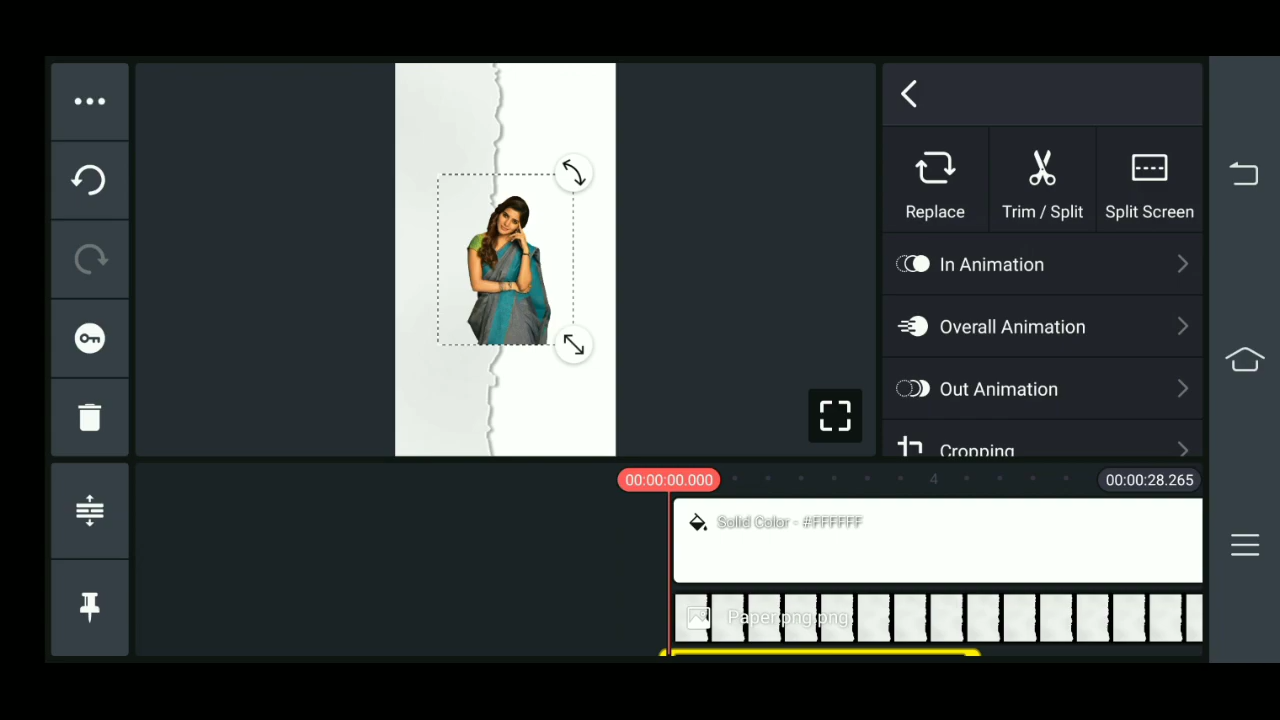 Replace
Trim / Split
Split Screen
In Animation
Overall Animation
Out Animation
Cropping
00:00:00.000
4
00:00:28.265
Solid Color - #FFFFFF
Paper.png.png